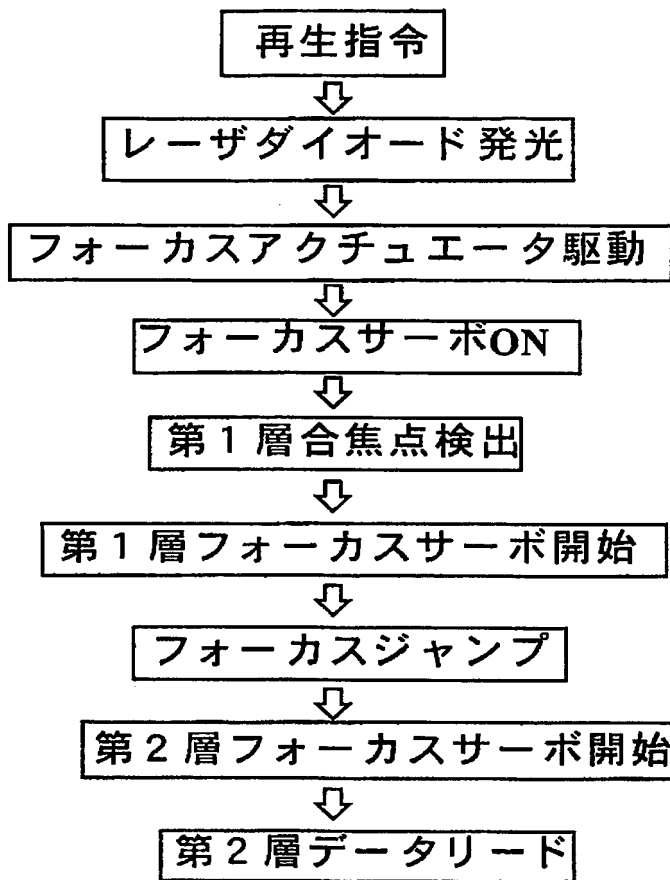 再生指令
レーザダイオード発光
フォーカスアクチュエータ駆動
フォーカスサーボON
第1層合焦点検出
第1層フォーカスサーボ開始
フォーカスジャンプ
第2層フォーカスサーボ開始
第2層データリード